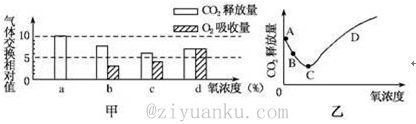 CO₂释放量
O₂吸收量
气体交换相对值
10
5
a
b
c
d
氧浓度(%)
甲
CO₂释放量
A
B
C
D
氧浓度
乙
@ziyuanku.com